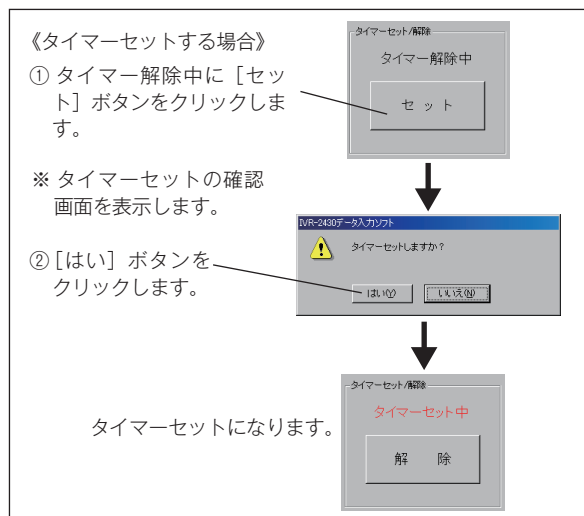 《タイマーセットする場合》
① タイマー解除中に［セッ
ト］ボタンをクリックしま
す。
※ タイマーセットの確認
画面を表示します。
② ［はい］ボタンを
クリックします。
タイマーセットになります。
タイマーセット/解除
タイマー解除中
セット
IVR-2430データ入力ソフト
タイマーセットしますか？
はい(Y)
いいえ(N)
タイマーセット/解除
タイマーセット中
解　除